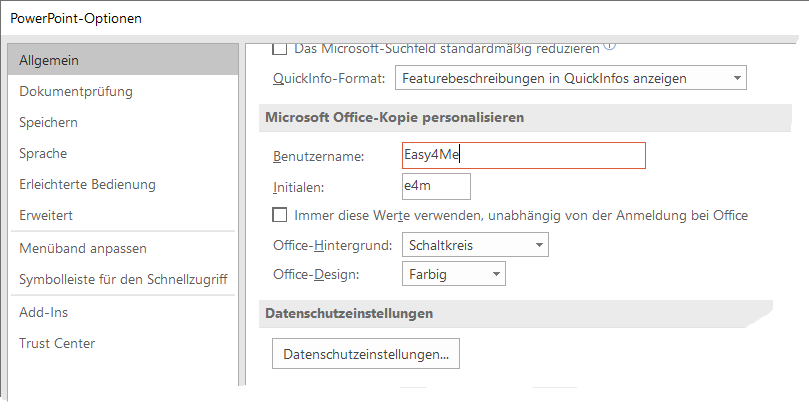 PowerPoint-Optionen
Allgemein
Dokumentprüfung
Speichern
Sprache
Erleichterte Bedienung
Erweitert
Menüband anpassen
Symbolleiste für den Schnellzugriff
Add-Ins
Trust Center
Das Microsoft-Suchfeld standardmäßig reduzieren
QuickInfo-Format: Featurebeschreibungen in QuickInfos anzeigen
Microsoft Office-Kopie personalisieren
Benutzername: Easy4Me
Initialen: e4m
Immer diese Werte verwenden, unabhängig von der Anmeldung bei Office
Office-Hintergrund: Schaltkreis
Office-Design: Farbig
Datenschutzeinstellungen
Datenschutzeinstellungen...